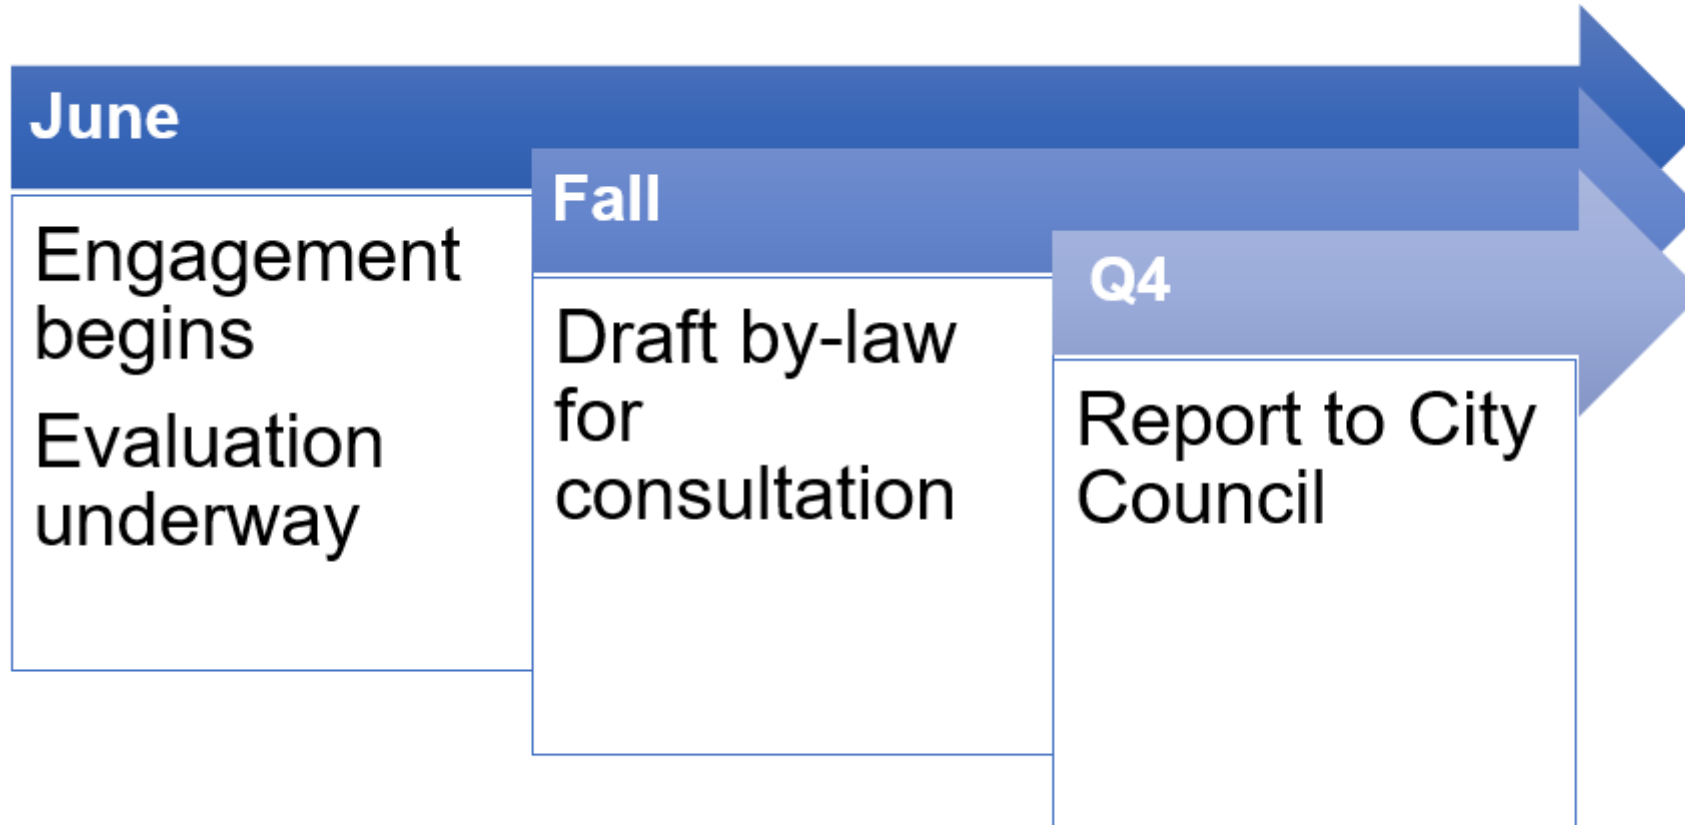 June
Engagement
begins
Evaluation
underway
Fall
Draft by-law
for
consultation
Q4
Report to City
Council